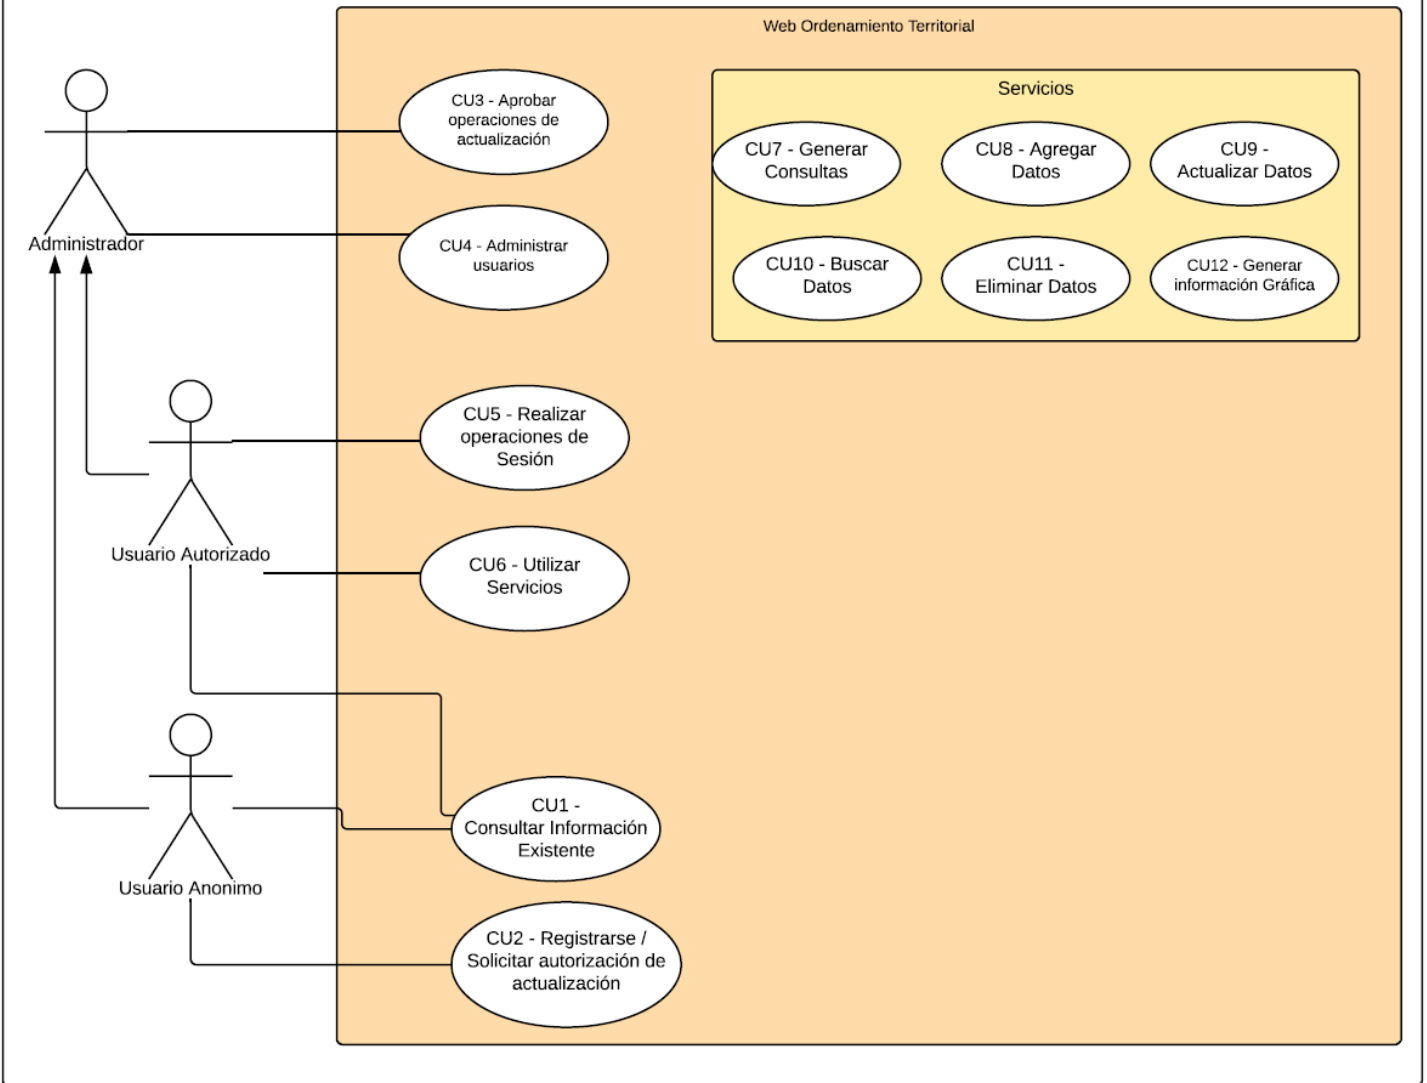 Web Ordenamiento Territorial
Servicios
CU3 - Aprobar
operaciones de
actualización
CU7 - Generar
Consultas
CU8 - Agregar
Datos
CU9 -
Actualizar Datos
Administrador
CU4 - Administrar
usuarios
CU10 - Buscar
Datos
CU11 -
Eliminar Datos
CU12 - Generar
información Gráfica
CU5 - Realizar
operaciones de
Sesión
Usuario Autorizado
CU6 - Utilizar
Servicios
CU1 -
Consultar Información
Existente
Usuario Anonimo
CU2 - Registrarse /
Solicitar autorización de
actualización